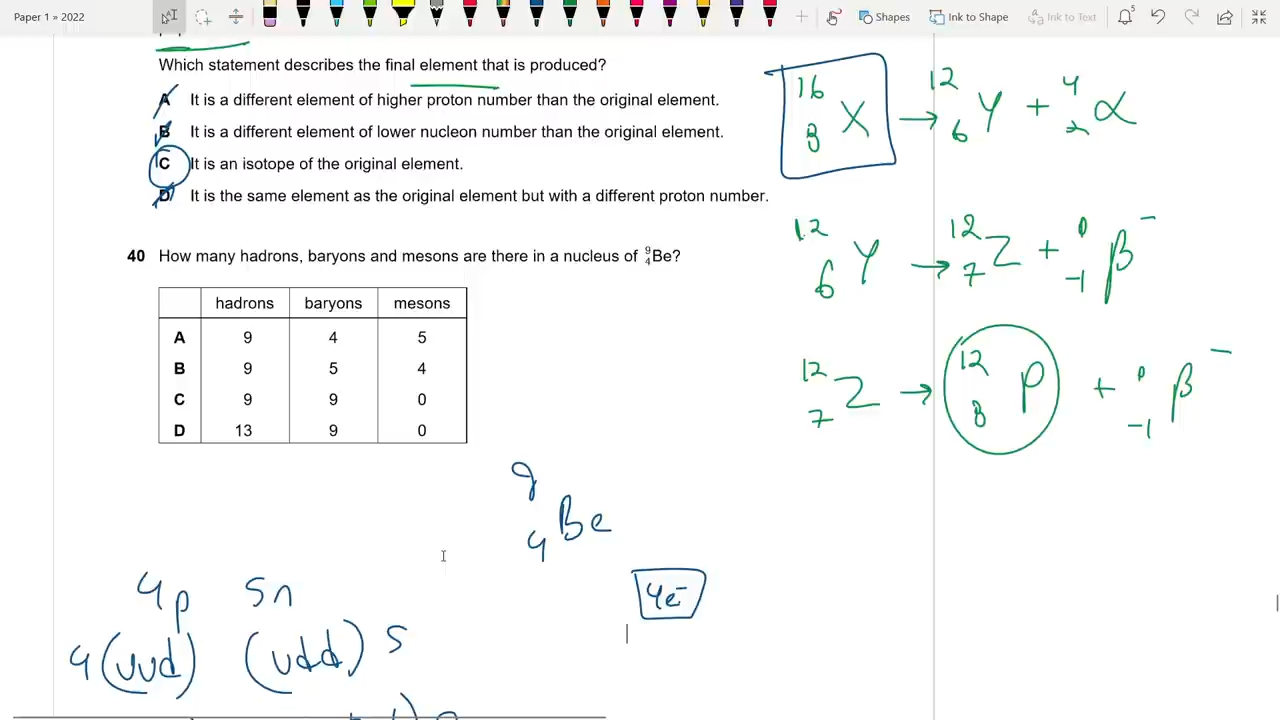 Paper 1 » 2022
Shapes
Ink to Shape
Ink to Text
5
Which statement describes the final element that is produced?
A It is a different element of higher proton number than the original element.
B It is a different element of lower nucleon number than the original element.
C It is an isotope of the original element.
D It is the same element as the original element but with a different proton number.
16 8 X → 12 6 Y + 4 2 α
12 6 Y → 12 7 Z + 0 -1 β⁻
12 7 Z → 12 8 P + 0 -1 β⁻
40 How many hadrons, baryons and mesons are there in a nucleus of ⁹₄Be?
hadrons baryons mesons
A 9 4 5
B 9 5 4
C 9 9 0
D 13 9 0
9 4 Be
4p 5n
4e⁻
4(uud) (udd)5